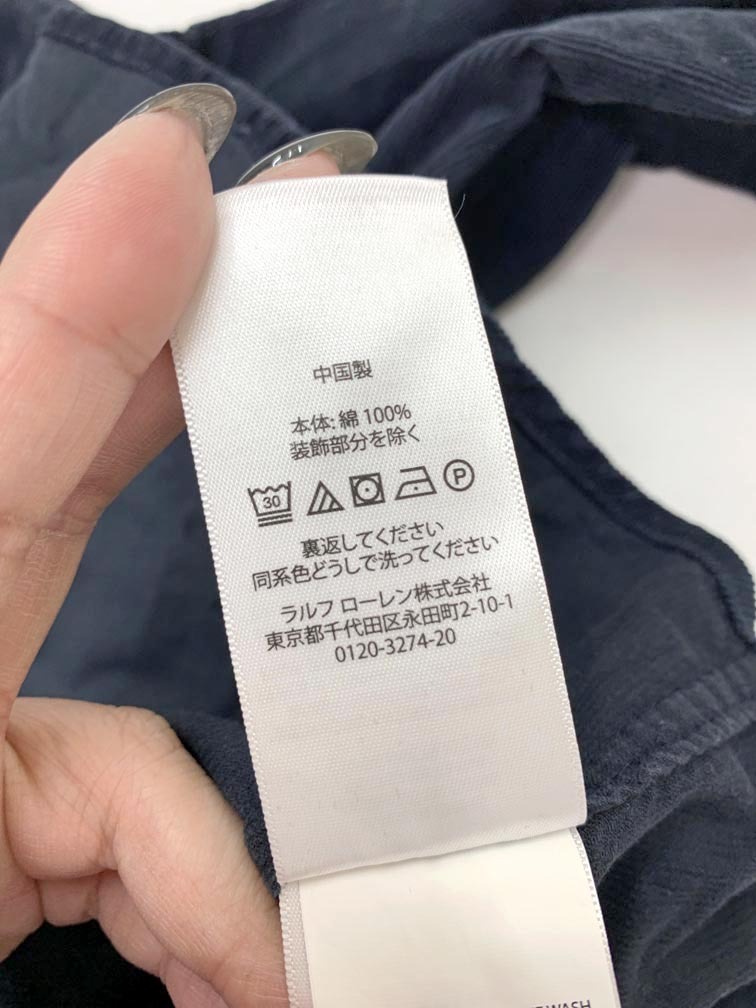 中国製
本体: 綿 100%
装飾部分を除く
30 P
裏返してください
同系色どうしで洗ってください
ラルフ ローレン株式会社
東京都千代田区永田町2-10-1
0120-3274-20
WASH